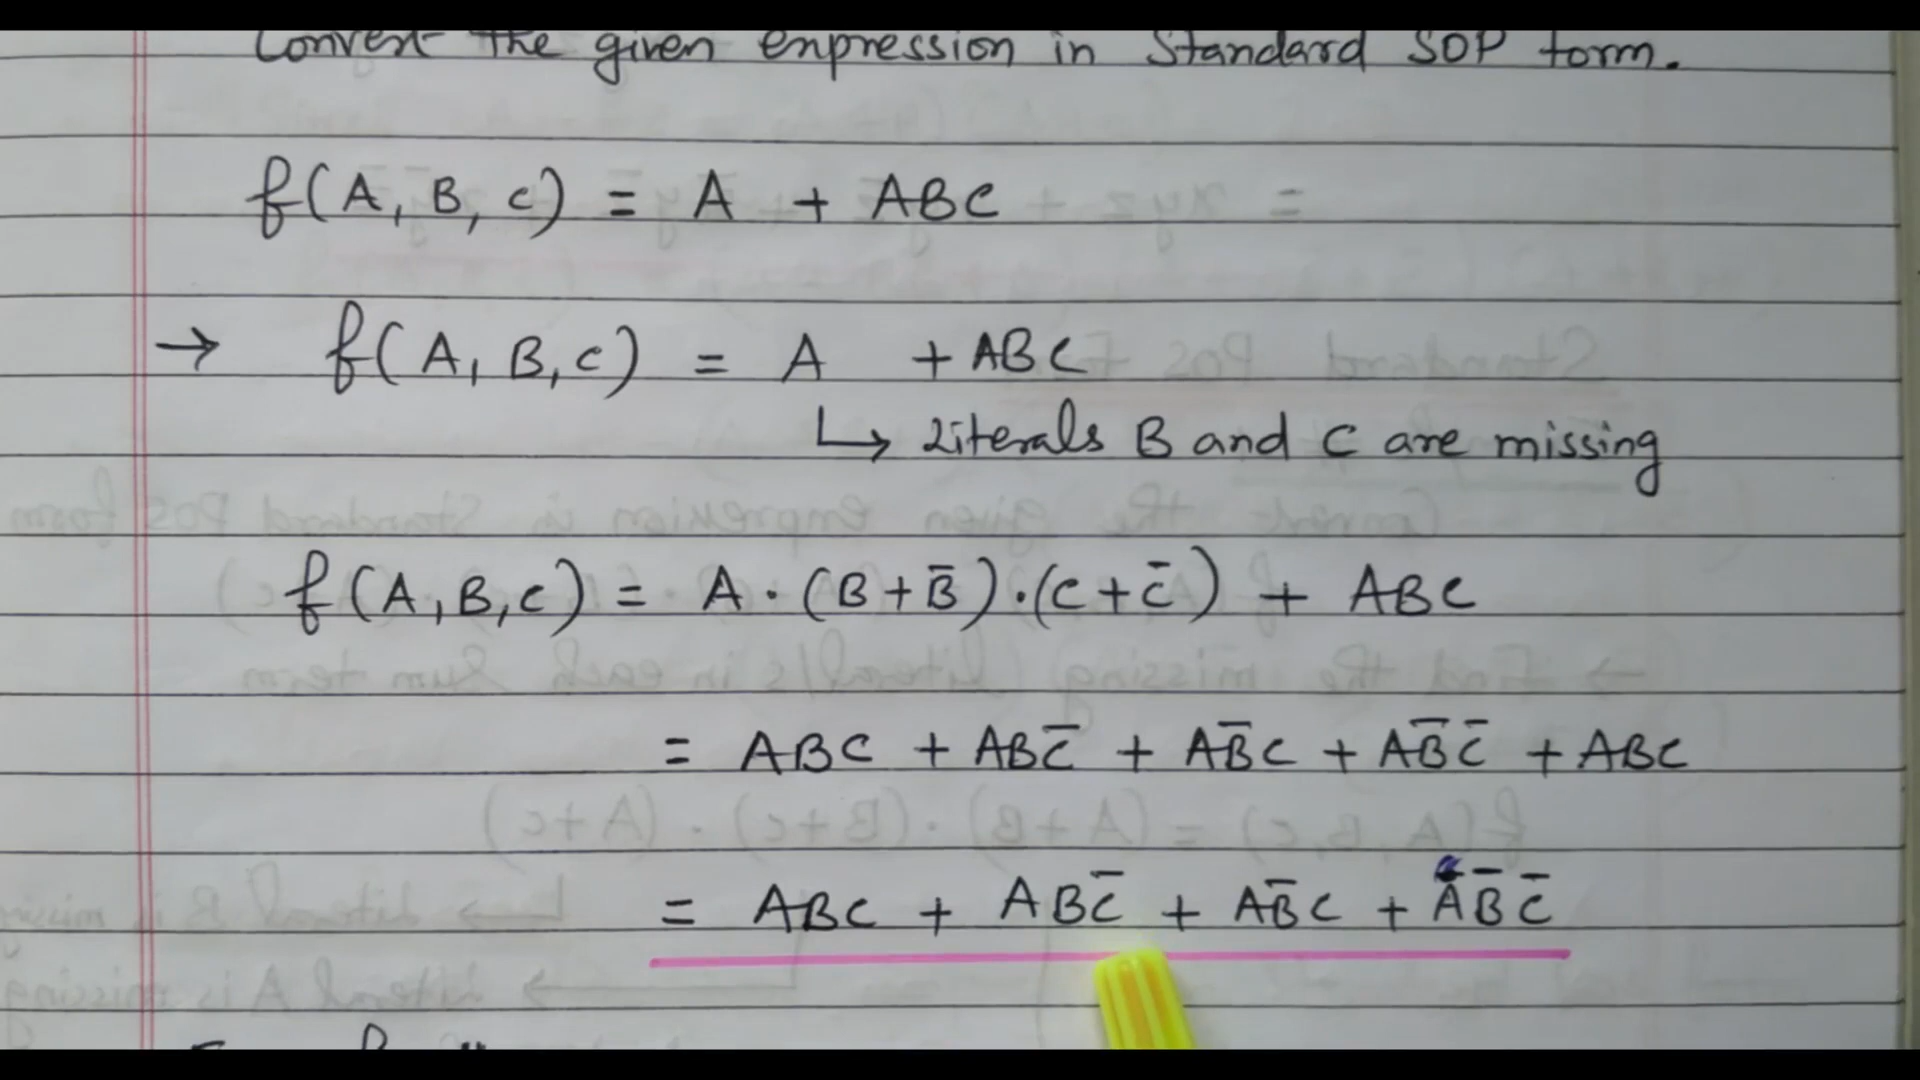 Convert the given enpression in Standard SOP form.
f(A, B, C) = A + ABC
→ f(A, B, C) = A + ABC
↳ Literals B and C are missing
f(A, B, C) = A · (B + B̅) · (C + C̅) + ABC
= ABC + ABC̅ + AB̅C + AB̅C̅ + ABC
= ABC + ABC̅ + AB̅C + AB̅C̅